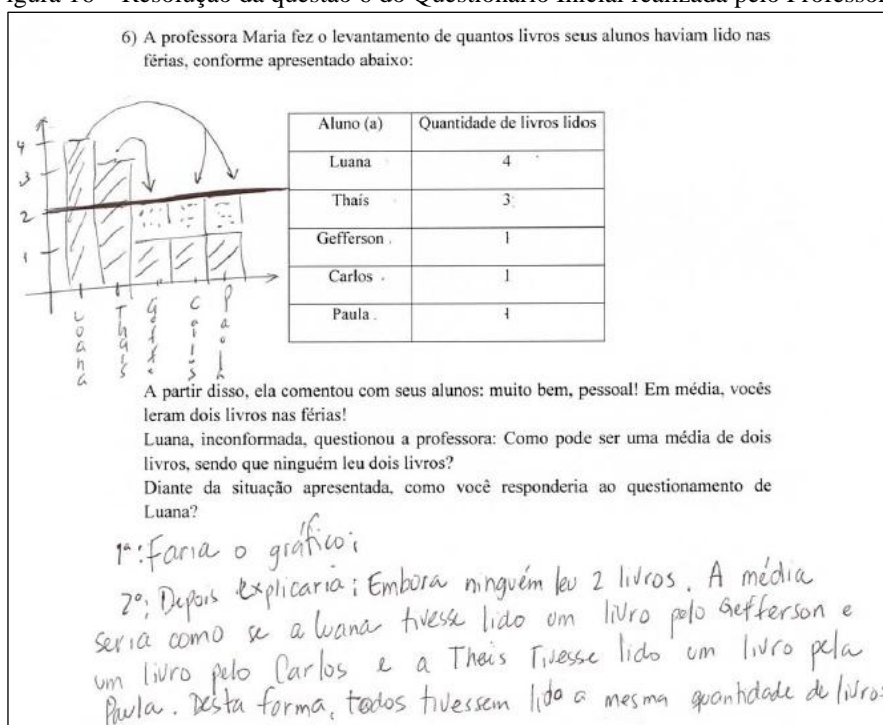 igura 16 – Resolução da questão 6 do Questionário Inicial realizada pelo Professor
6) A professora Maria fez o levantamento de quantos livros seus alunos haviam lido nas
férias, conforme apresentado abaixo:
Aluno (a) Quantidade de livros lidos
Luana 4
Thaís 3
Gefferson 1
Carlos 1
Paula 1
4
3
2
1
Luana
Thaís
Geffe
Carlos
A partir disso, ela comentou com seus alunos: muito bem, pessoal! Em média, vocês
leram dois livros nas férias!
Luana, inconformada, questionou a professora: Como pode ser uma média de dois
livros, sendo que ninguém leu dois livros?
Diante da situação apresentada, como você responderia ao questionamento de
Luana?
1ª: Faria o gráfico;
2º: Depois explicaria: Embora ninguém leu 2 livros. A média
seria como se a luana tivesse lido um livro pelo Gefferson e
um livro pelo Carlos e a Thais Tivesse lido um livro pela
Paula. Desta forma, todos tivessem lido a mesma quantidade de livros